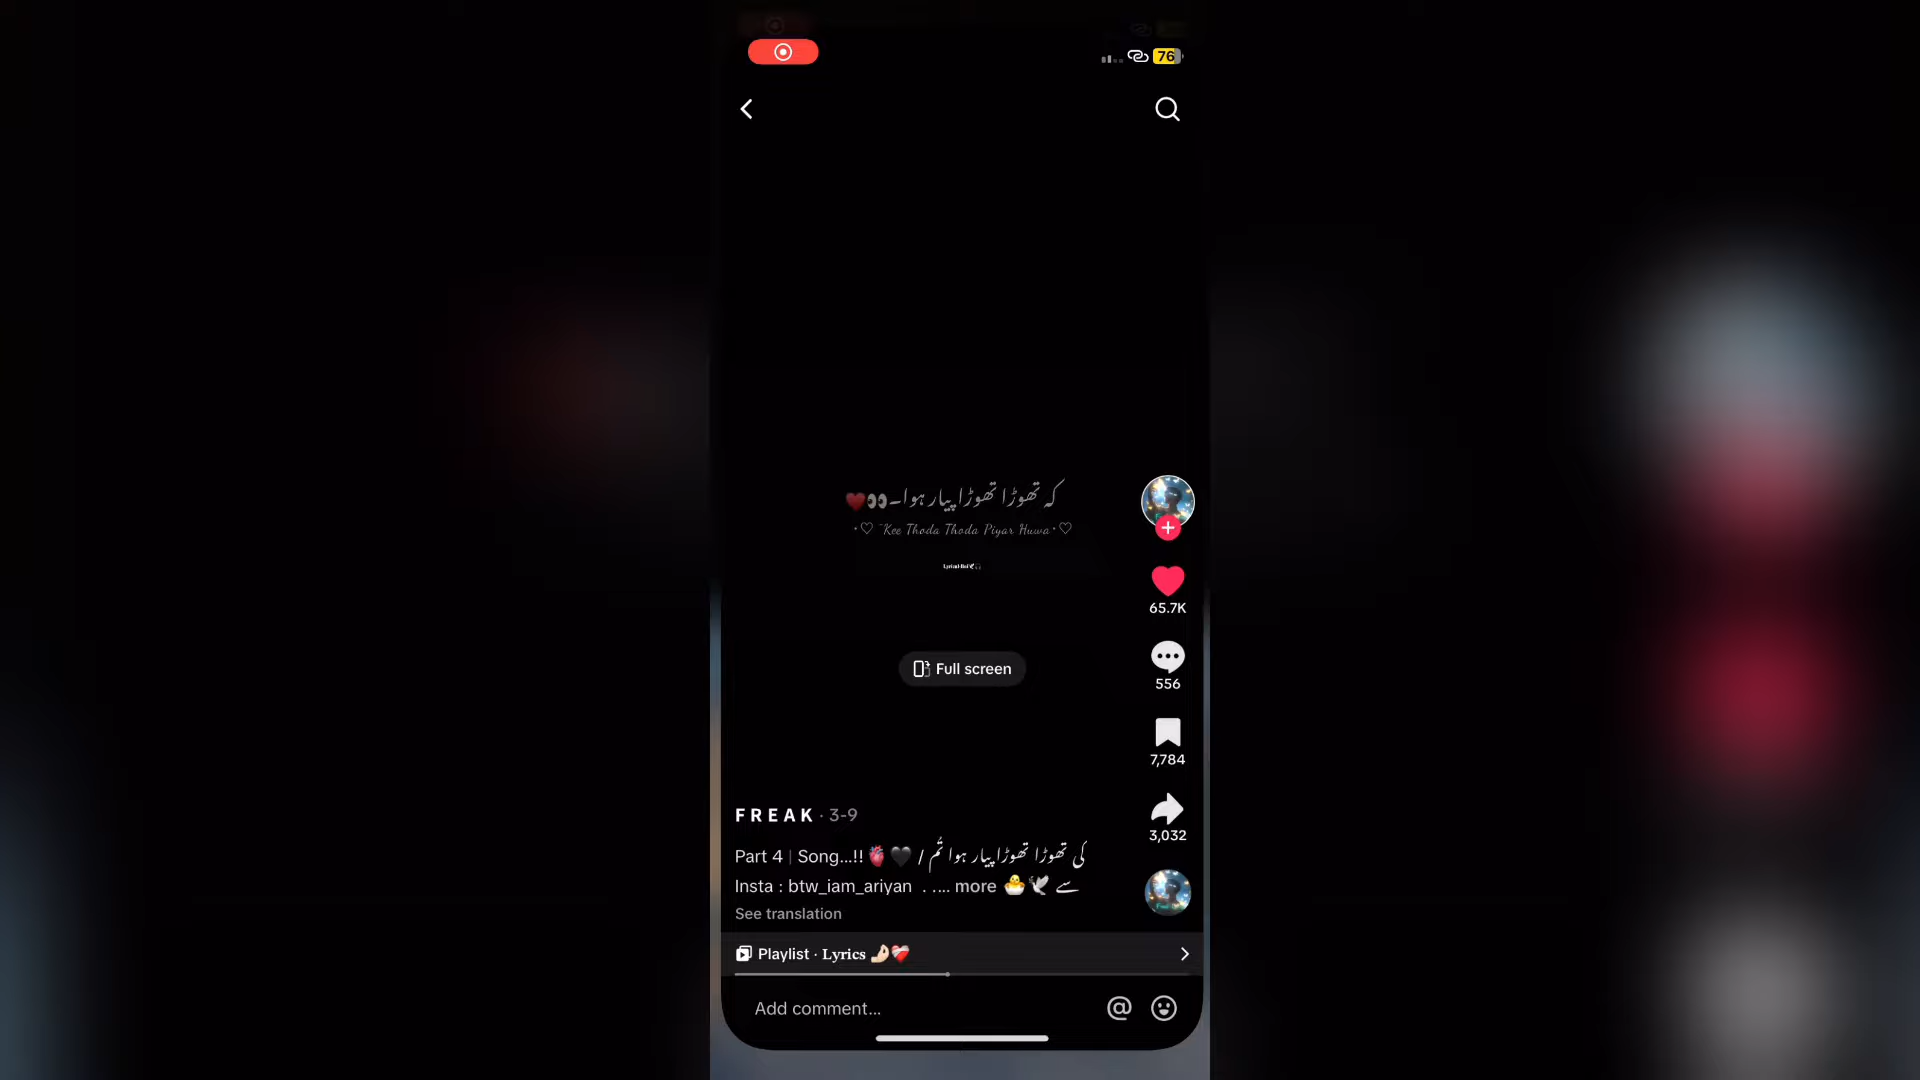 76
کہ تھوڑا تھوڑا پیار ہوا۔👀❤️
•♡ ~Kee Thoda Thoda Piyar Huwa•♡
Full screen
65.7K
556
7,784
3,032
F R E A K · 3-9
Part 4 | Song...!! 🫀🖤 / کی تھوڑا تھوڑا پیار ہوا تُم
Insta : btw_iam_ariyan . .... more 🐣🕊️ سے
See translation
Playlist · Lyrics 🤌🏻❤️‍🩹
Add comment...